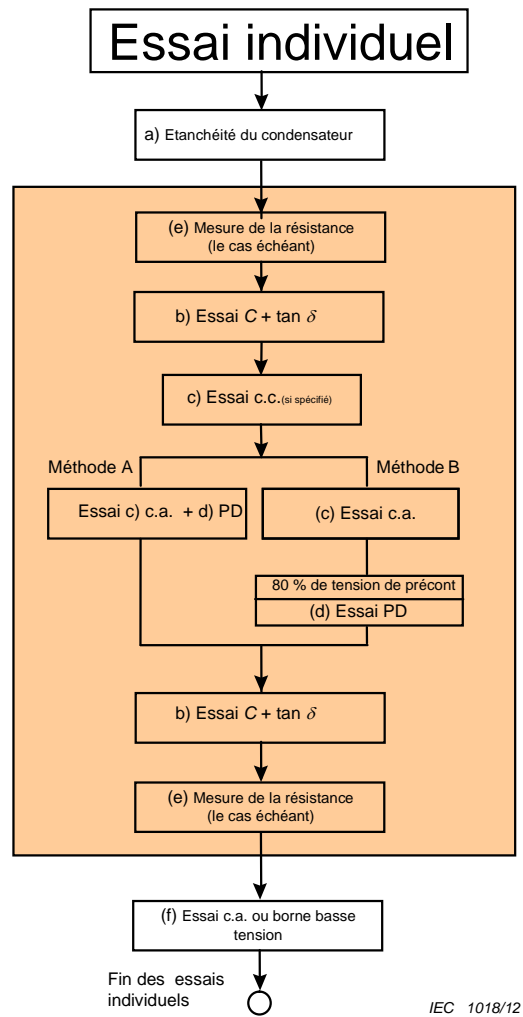 Essai individuel
a) Etanchéité du condensateur
(e) Mesure de la résistance
(le cas échéant)
b) Essai C + tan δ
c) Essai c.c.(si spécifié)
Méthode A
Méthode B
Essai c) c.a. + d) PD
(c) Essai c.a.
80 % de tension de précont
(d) Essai PD
b) Essai C + tan δ
(e) Mesure de la résistance
(le cas échéant)
(f) Essai c.a. ou borne basse
tension
Fin des essais
individuels
IEC 1018/12